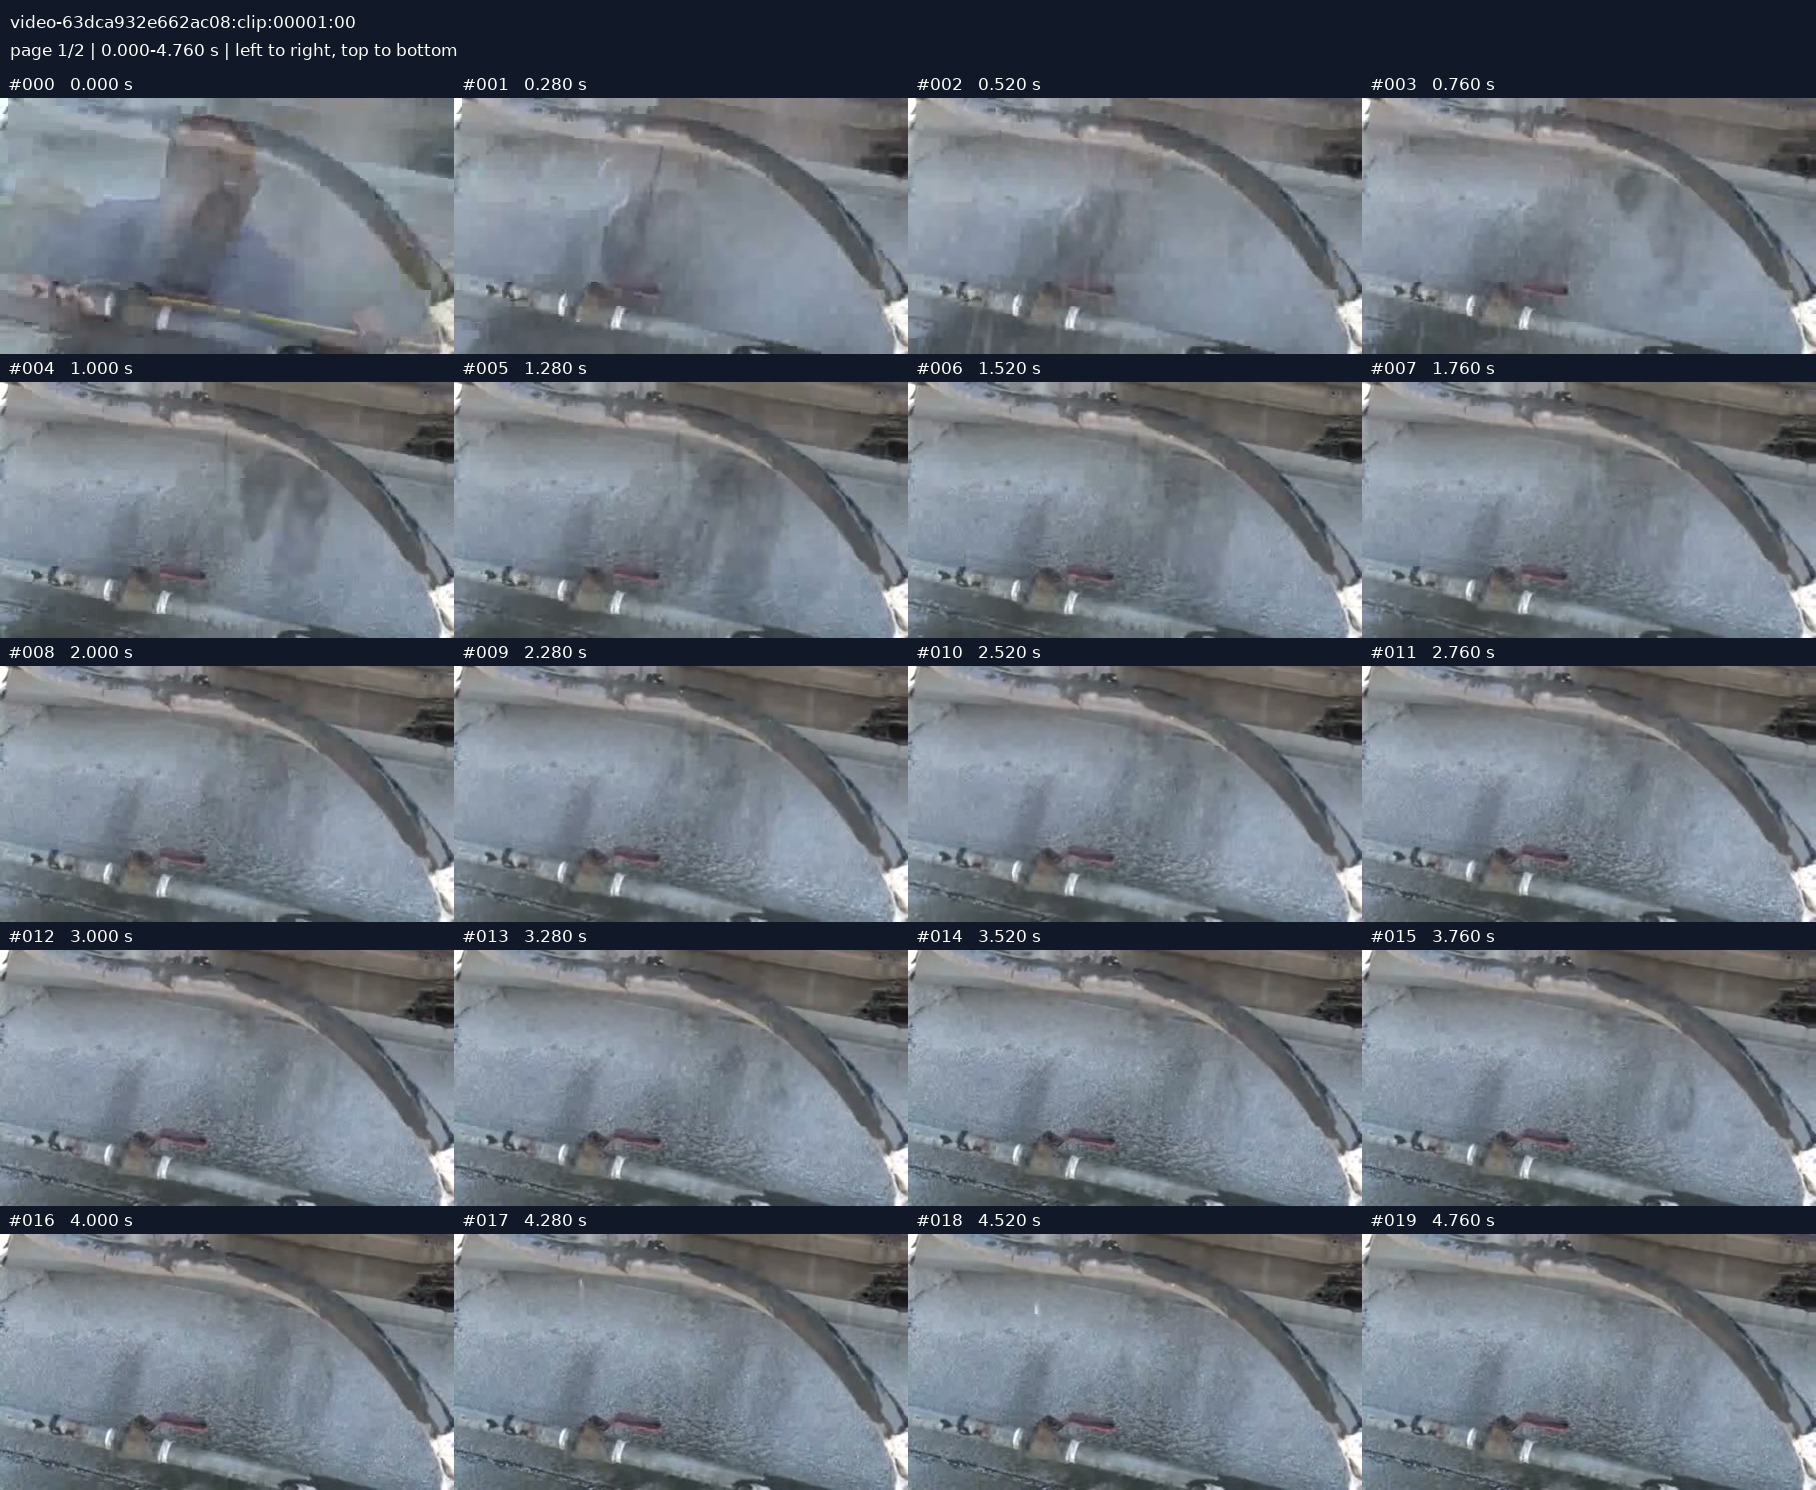 video-63dca932e662ac08:clip:00001:00
page 1/2 | 0.000-4.760 s | left to right, top to bottom
#000 0.000 s
#001 0.280 s
#002 0.520 s
#003 0.760 s
#004 1.000 s
#005 1.280 s
#006 1.520 s
#007 1.760 s
#008 2.000 s
#009 2.280 s
#010 2.520 s
#011 2.760 s
#012 3.000 s
#013 3.280 s
#014 3.520 s
#015 3.760 s
#016 4.000 s
#017 4.280 s
#018 4.520 s
#019 4.760 s